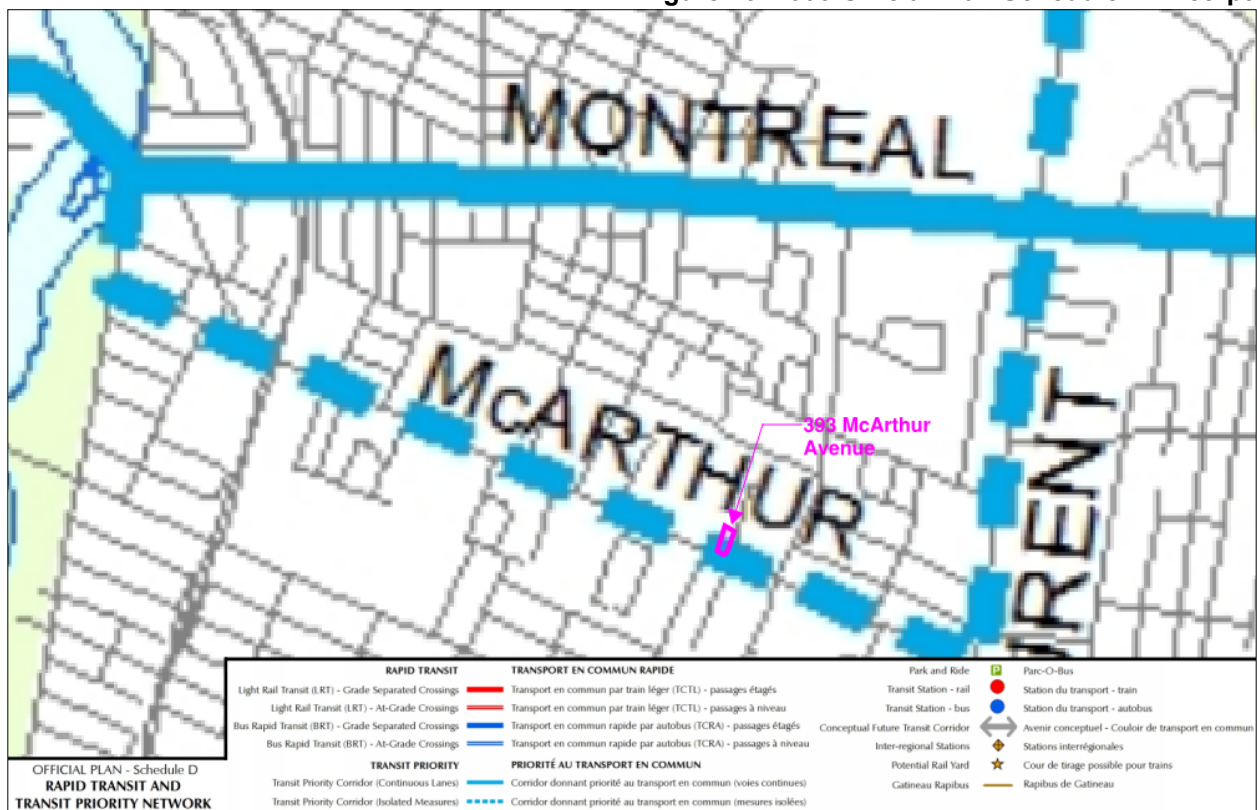 MONTREAL
McARTHUR
393 McArthur
Avenue
RAPID TRANSIT TRANSPORT EN COMMUN RAPIDE
Light Rail Transit (LRT) - Grade Separated Crossings Transport en commun par train léger (TCTL) - passages étagés
Light Rail Transit (LRT) - At-Grade Crossings Transport en commun par train léger (TCTL) - passages à niveau
Bus Rapid Transit (BRT) - Grade Separated Crossings Transport en commun rapide par autobus (TCRA) - passages étagés
Bus Rapid Transit (BRT) - At-Grade Crossings Transport en commun rapide par autobus (TCRA) - passages à niveau
TRANSIT PRIORITY PRIORITÉ AU TRANSPORT EN COMMUN
Transit Priority Corridor (Continuous Lanes) Corridor donnant priorité au transport en commun (voies continues)
Transit Priority Corridor (Isolated Measures) Corridor donnant priorité au transport en commun (mesures isolées)
Park and Ride P Parc-O-Bus
Transit Station - rail Station du transport - train
Transit Station - bus Station du transport - autobus
Conceptual Future Transit Corridor Avenir conceptuel - Couloir de transport en commun
Inter-regional Stations Stations interrégionales
Potential Rail Yard Cour de tirage possible pour trains
Gatineau Rapibus Rapibus de Gatineau
OFFICIAL PLAN - Schedule D
RAPID TRANSIT AND
TRANSIT PRIORITY NETWORK